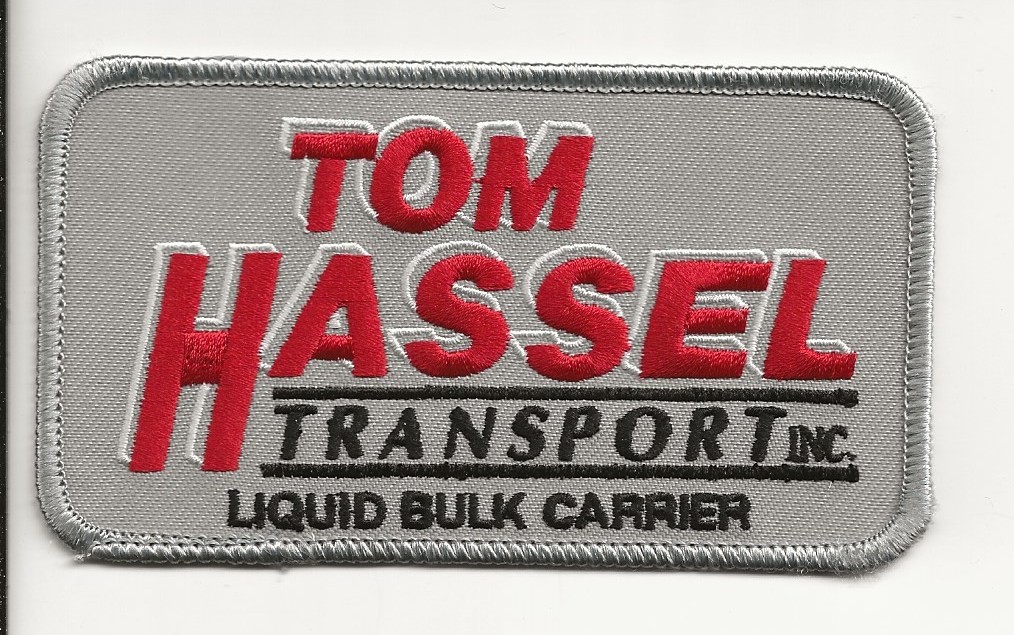 TOM
HASSEL
TRANSPORT INC.
LIQUID BULK CARRIER